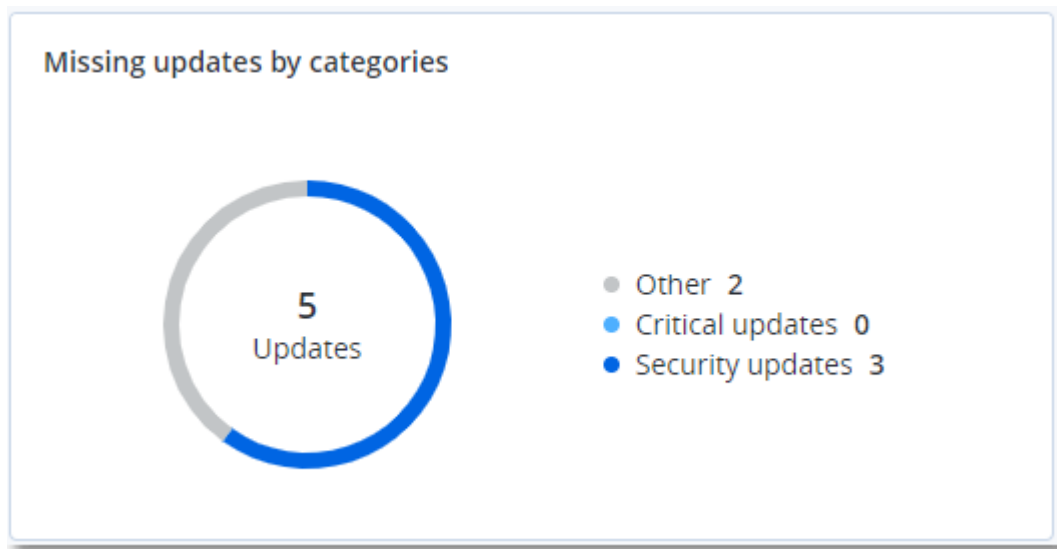 Missing updates by categories
5
Updates
Other 2
Critical updates 0
Security updates 3